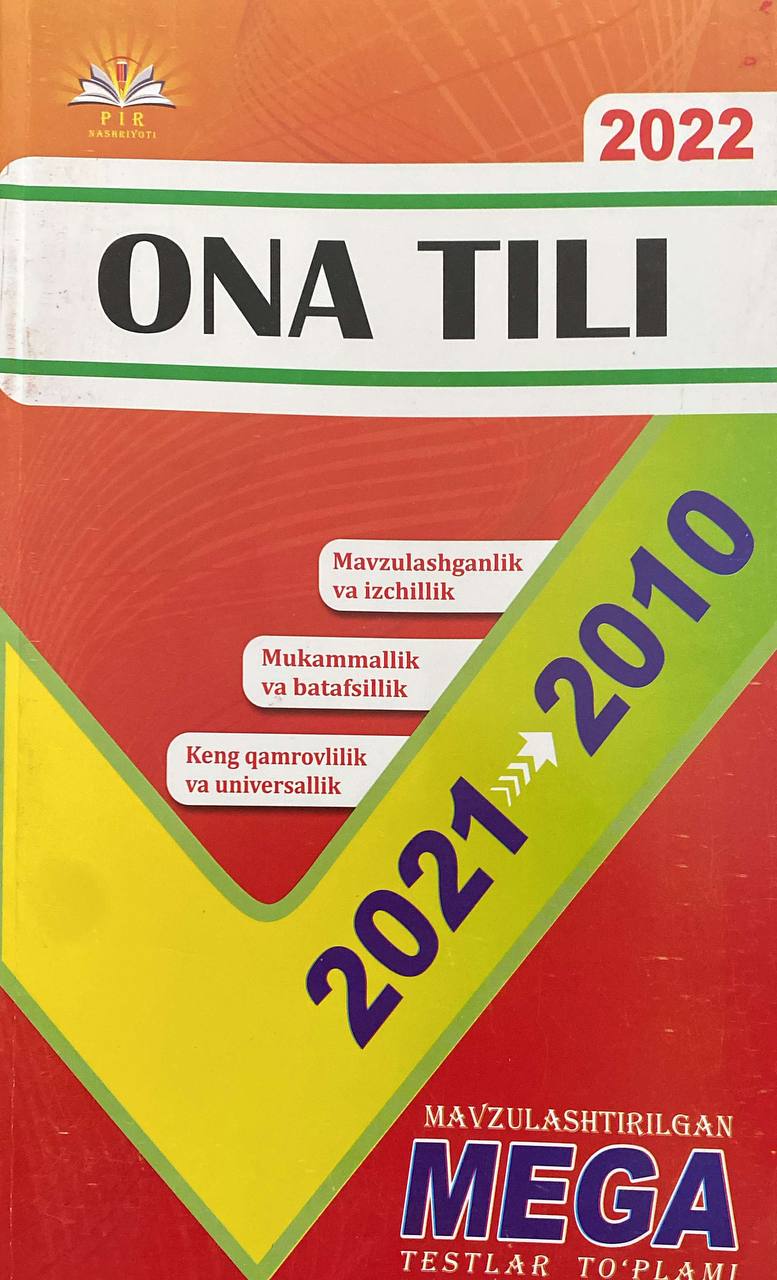 PIR
NASHRIYOTI
2022
ONA TILI
Mavzulashganlik
va izchillik
Mukammallik
va batafsillik
Keng qamrovlilik
va universallik
2021
2010
MAVZULASHTIRILGAN
MEGA
TESTLAR TO‘PLAMI